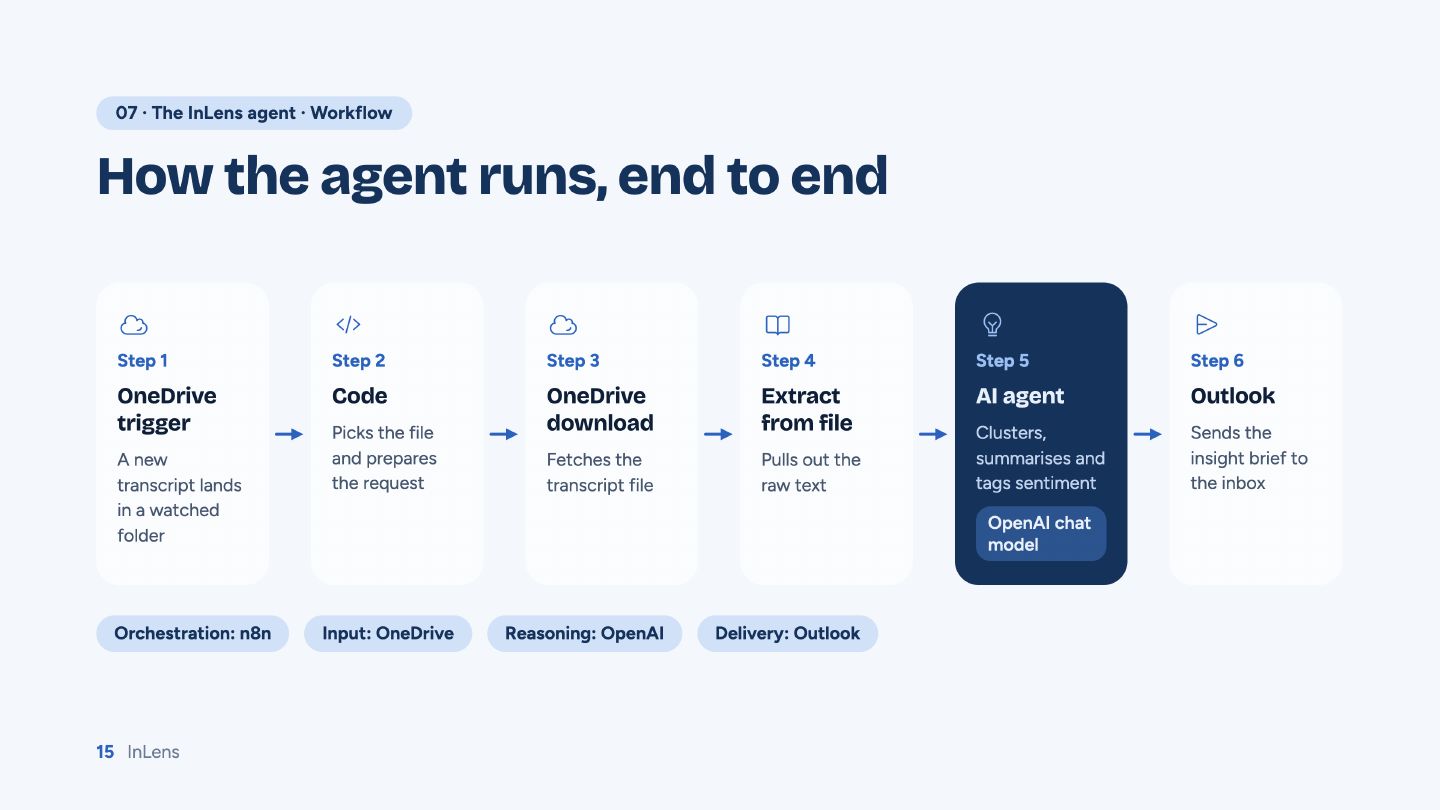 07 · The InLens agent · Workflow
How the agent runs, end to end
Step 1
OneDrive
trigger
A new
transcript lands
in a watched
folder
Step 2
Code
Picks the file
and prepares
the request
Step 3
OneDrive
download
Fetches the
transcript file
Step 4
Extract
from file
Pulls out the
raw text
Step 5
AI agent
Clusters,
summarises and
tags sentiment
OpenAI chat
model
Step 6
Outlook
Sends the
insight brief to
the inbox
Orchestration: n8n
Input: OneDrive
Reasoning: OpenAI
Delivery: Outlook
15 InLens